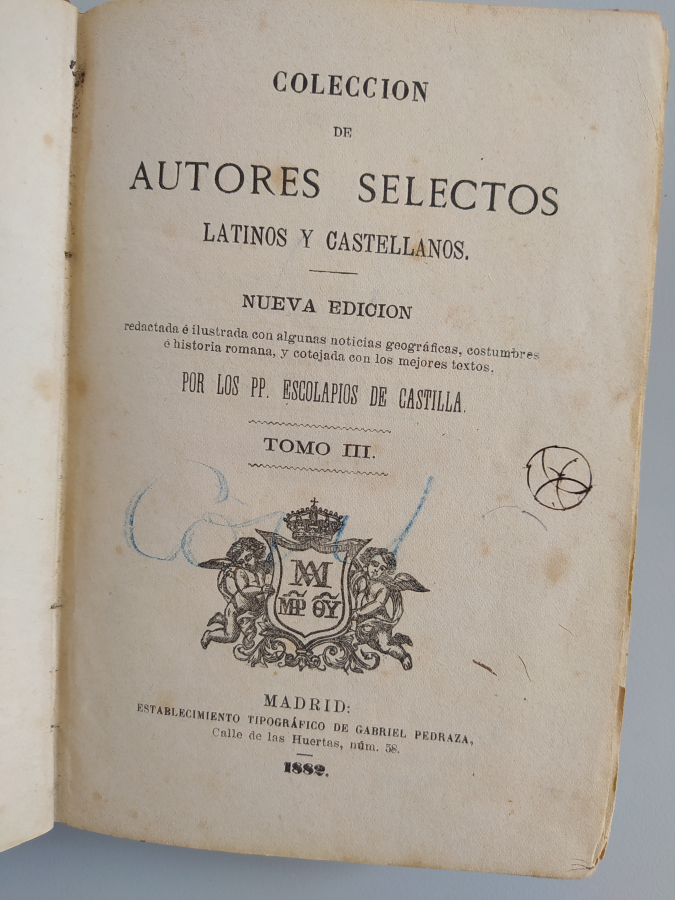 COLECCION
DE
AUTORES SELECTOS
LATINOS Y CASTELLANOS.
NUEVA EDICION
redactada é ilustrada con algunas noticias geográficas, costumbres
é historia romana, y cotejada con los mejores textos,
POR LOS PP. ESCOLAPIOS DE CASTILLA.
TOMO III.
MADRID:
ESTABLECIMIENTO TIPOGRÁFICO DE GABRIEL PEDRAZA,
Calle de las Huertas, núm. 58.
1882.